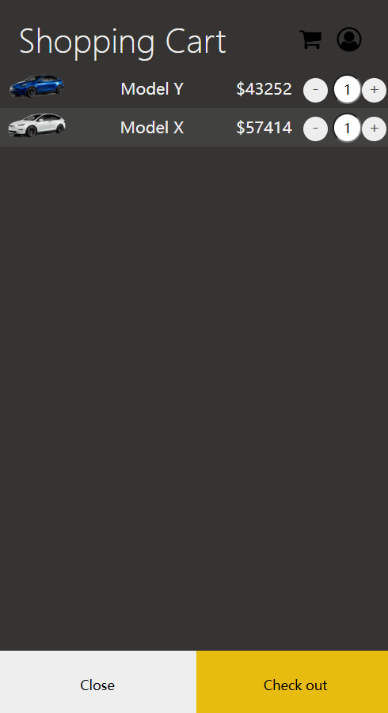 Shopping Cart
Model Y $43252 - 1 +
Model X $57414 - 1 +
Close Check out